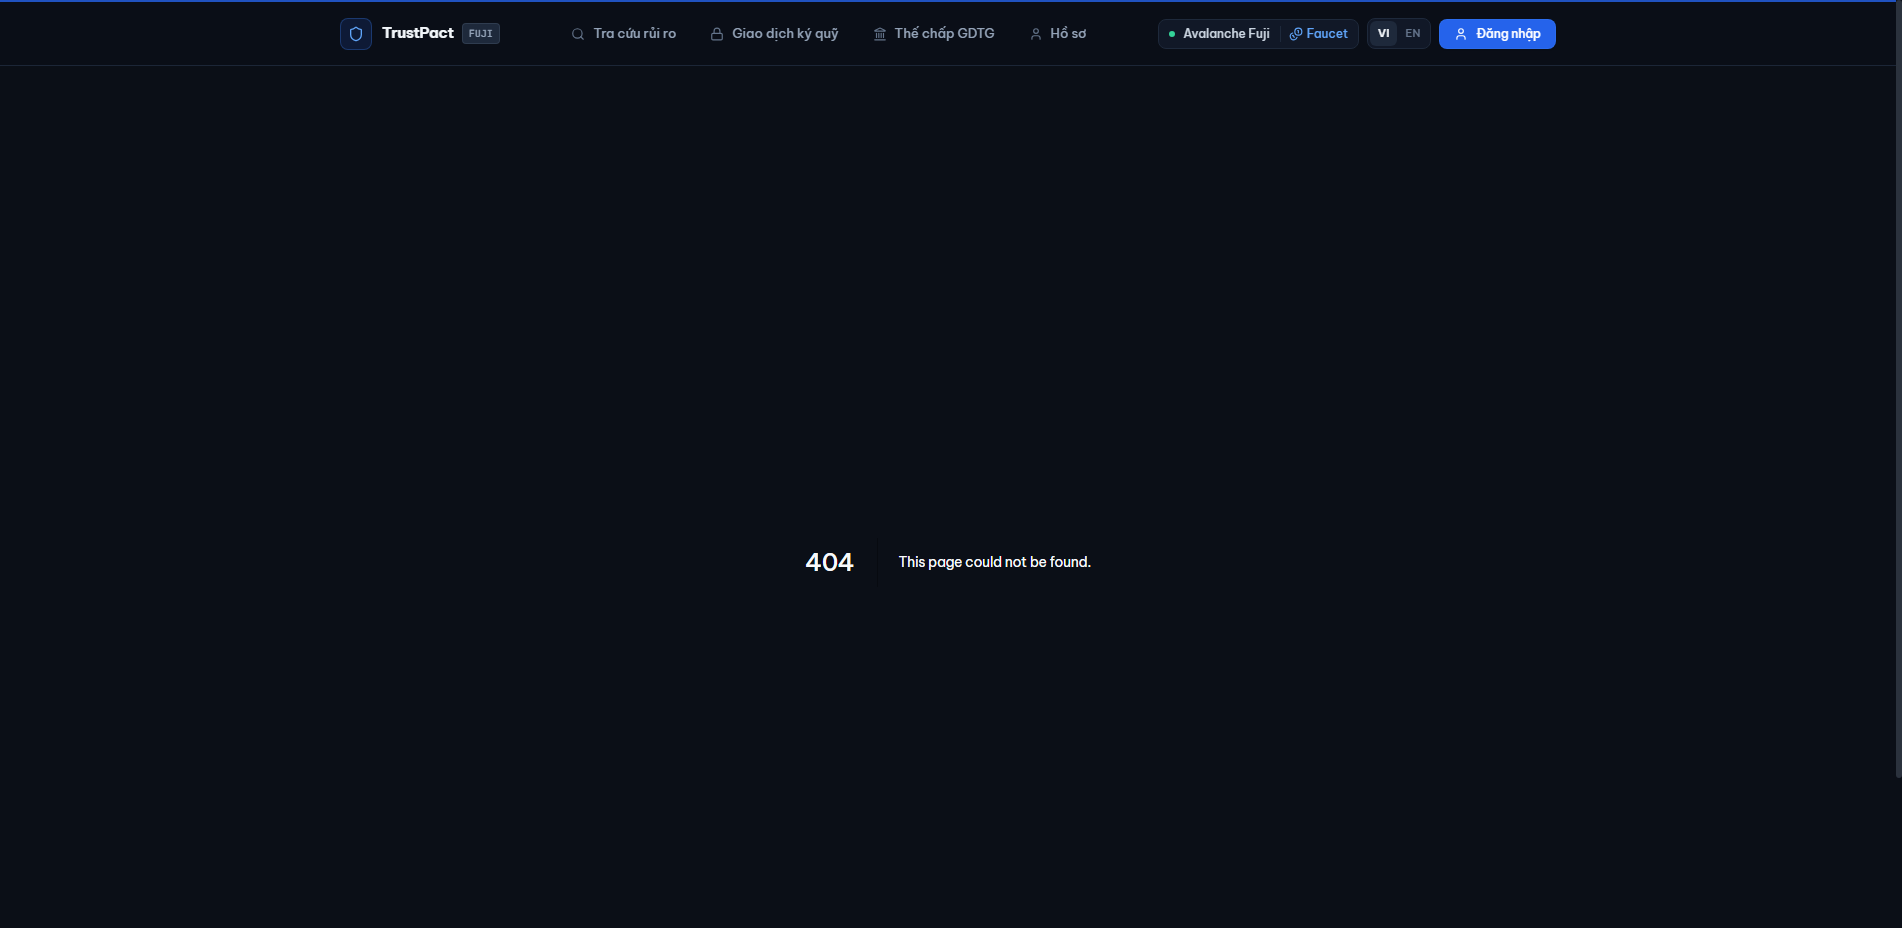 TrustPact FUJI Tra cứu rủi ro Giao dịch ký quỹ Thế chấp GDTG Hồ sơ Avalanche Fuji Faucet VI EN Đăng nhập
404 This page could not be found.